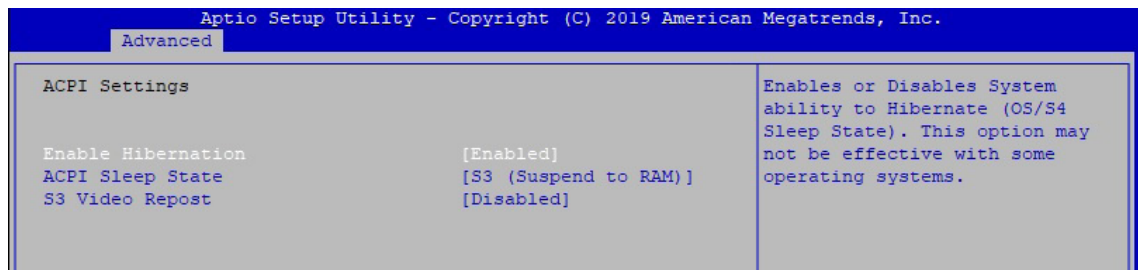 Aptio Setup Utility - Copyright (C) 2019 American Megatrends, Inc.
Advanced
ACPI Settings
Enable Hibernation [Enabled]
ACPI Sleep State [S3 (Suspend to RAM)]
S3 Video Repost [Disabled]
Enables or Disables System
ability to Hibernate (OS/S4
Sleep State). This option may
not be effective with some
operating systems.